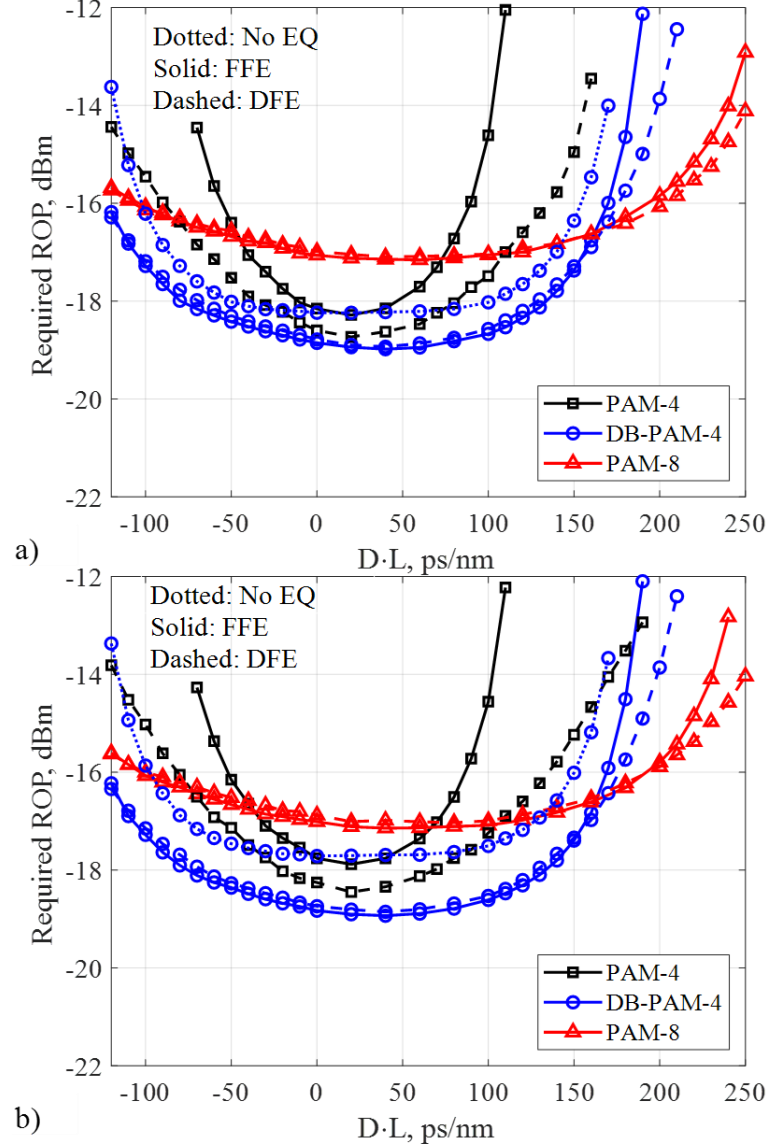 -12
Dotted: No EQ
Solid: FFE
-14
Dashed: DFE
-16
Required ROP, dBm
-18
-20
PAM-4
DB-PAM-4
PAM-8
-22
-100 -50 0 50 100 150 200 250
a)
D·L, ps/nm
-12
Dotted: No EQ
Solid: FFE
-14
Dashed: DFE
-16
Required ROP, dBm
-18
-20
PAM-4
DB-PAM-4
PAM-8
-22
-100 -50 0 50 100 150 200 250
b)
D·L, ps/nm